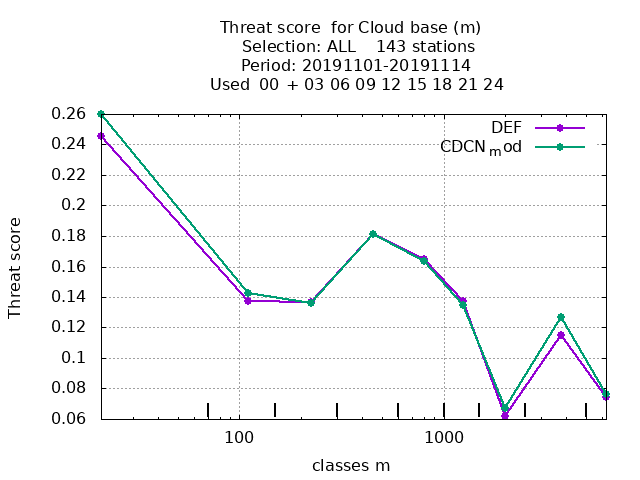 Threat score  for Cloud base (m)
Selection: ALL    143 stations
Period: 20191101-20191114
Used  00 + 03 06 09 12 15 18 21 24
DEF
CDCNmod
0.26
0.24
0.22
0.2
0.18
0.16
0.14
0.12
0.1
0.08
0.06
Threat score
100
1000
classes m